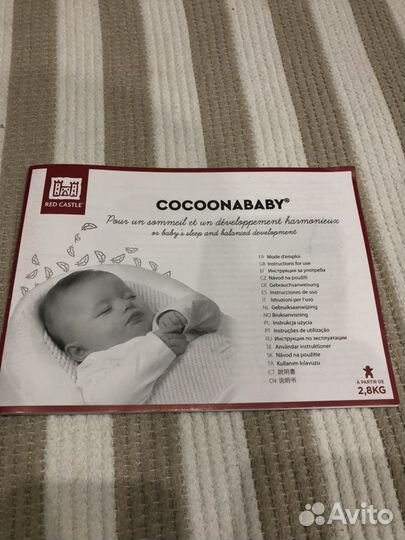 RED CASTLE
COCOONABABY®
Pour un sommeil et un développement harmonieux
or baby's sleep and balanced development
FR Mode d'emploi
GB Instructions for use
БГ Инструкция за употреба
CZ Návod na použití
DE Gebrauchsanweisung
ES Instrucciones de uso
IT Istruzioni per l'uso
NL Gebruiksaanwijzing
NO Bruksanvisning
PL Instrukcja użycia
PT Instruções de utilização
RU Инструкция по эксплуатации
SE Användar instruktioner
SK Návod na použitie
TR Kullanım kılavuzu
CT 說明書
CN 说明书
À PARTIR DE
2,8KG
Avito